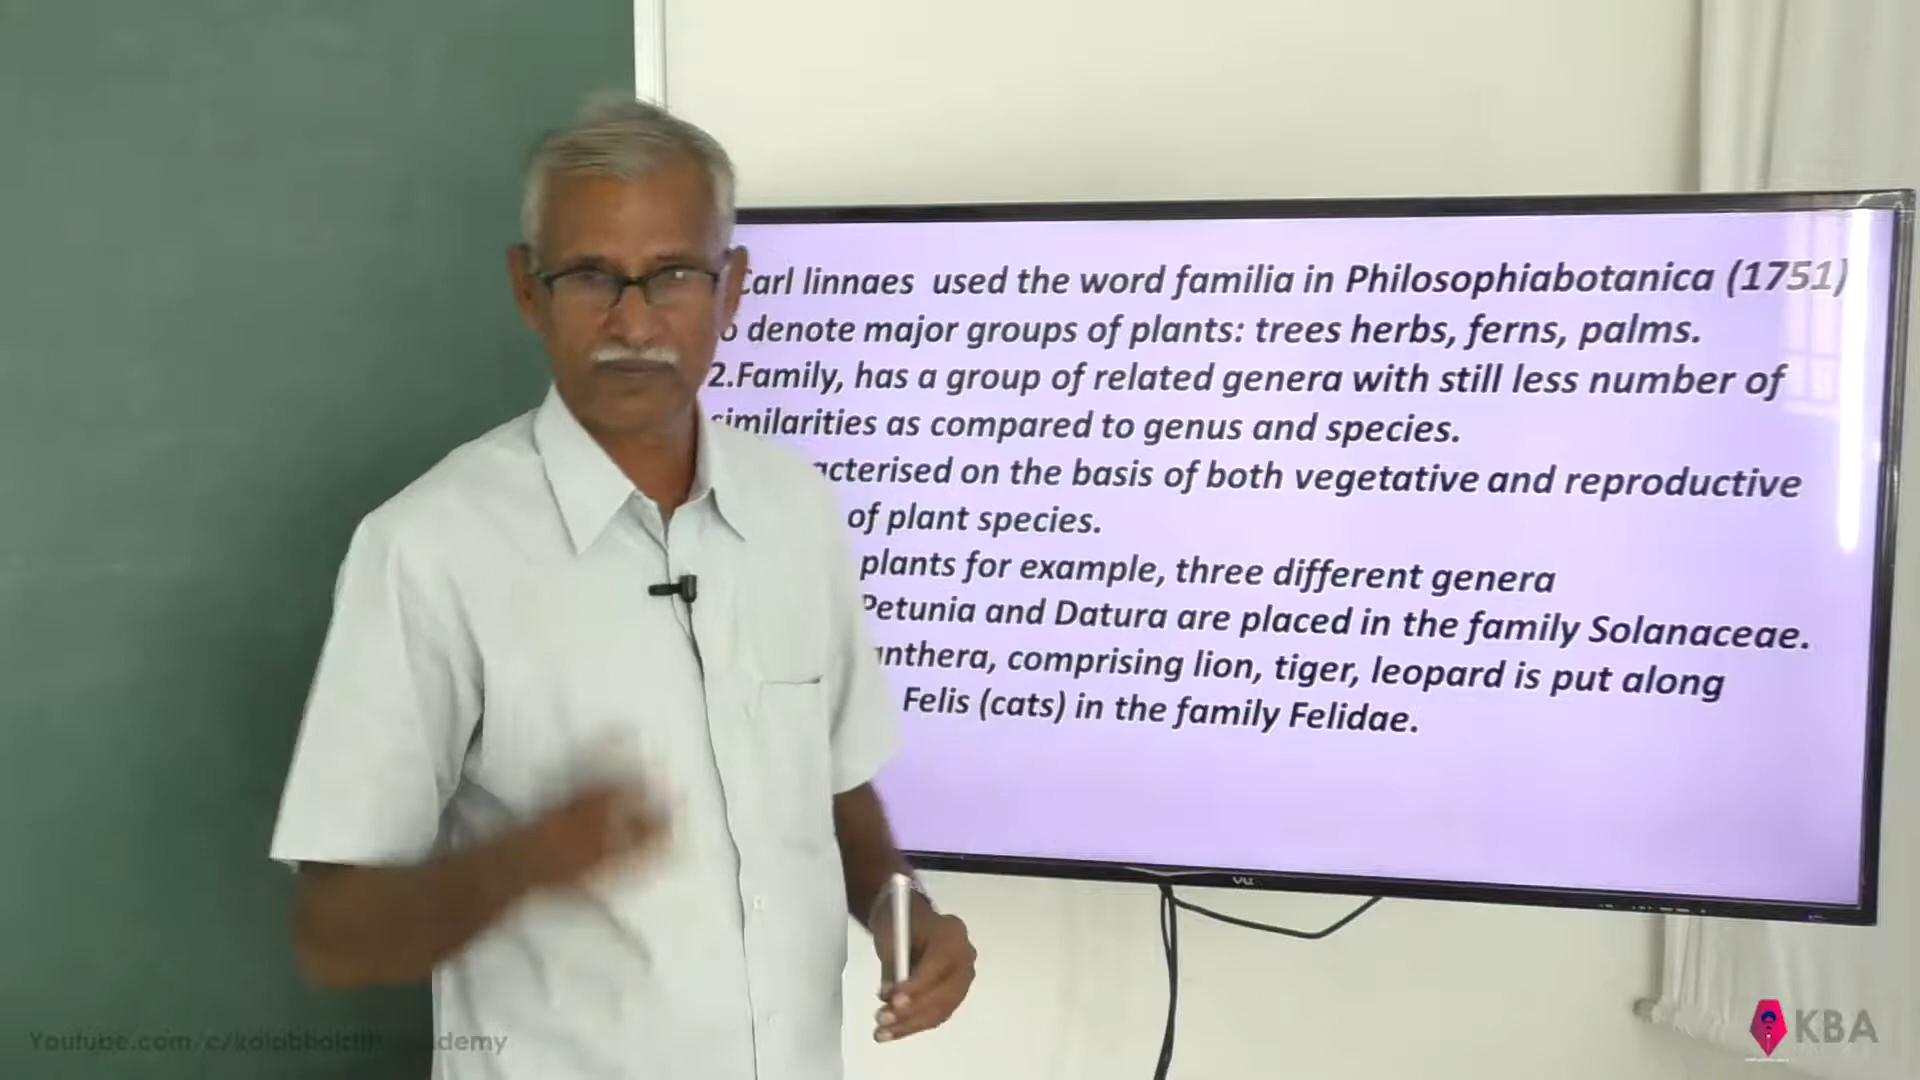 Carl linnaes used the word familia in Philosophiabotanica (1751)
denote major groups of plants: trees herbs, ferns, palms.
2.Family, has a group of related genera with still less number of
similarities as compared to genus and species.
on the basis of both vegetative and reproductive
of plant species.
plants for example, three different genera
Petunia and Datura are placed in the family Solanaceae.
comprising lion, tiger, leopard is put along
Felis (cats) in the family Felidae.
VU
KBA